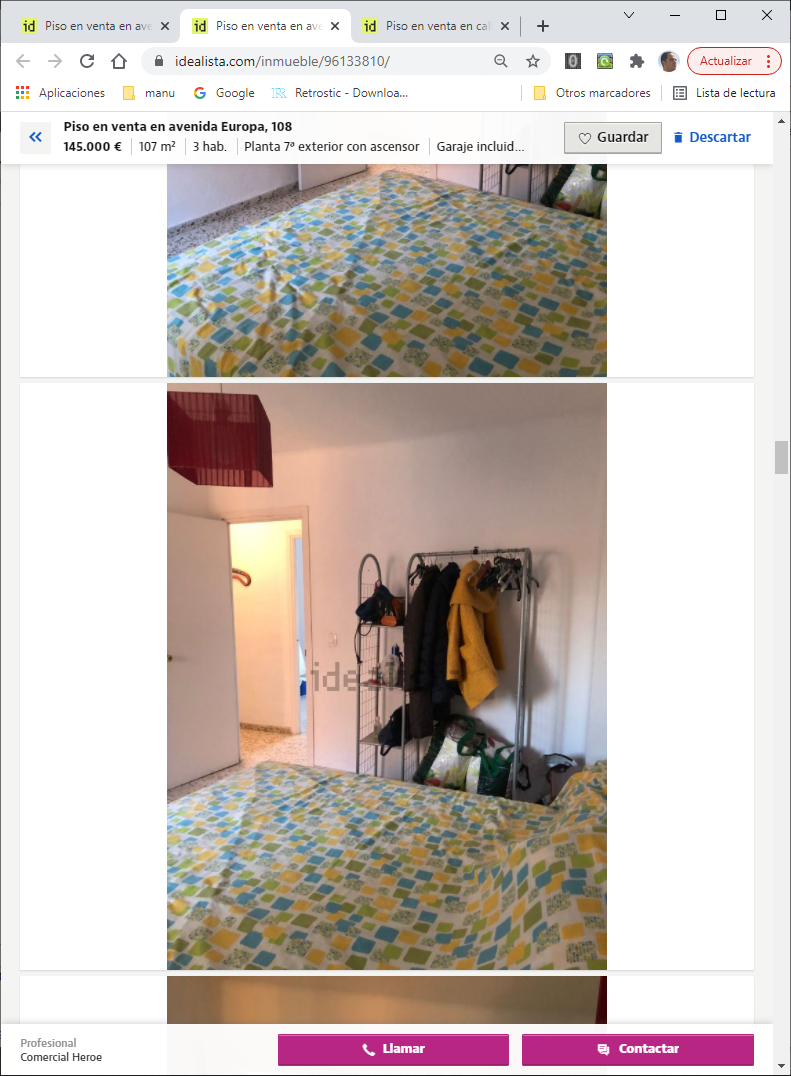 id Piso en venta en ave
id Piso en venta en ave
id Piso en venta en cal
idealista.com/inmueble/96133810/
Actualizar
Aplicaciones
manu
Google
Retrostic - Downloa...
Otros marcadores
Lista de lectura
Piso en venta en avenida Europa, 108
145.000 € 107 m² 3 hab. Planta 7ª exterior con ascensor Garaje incluid...
Guardar
Descartar
Profesional
Comercial Heroe
Llamar
Contactar